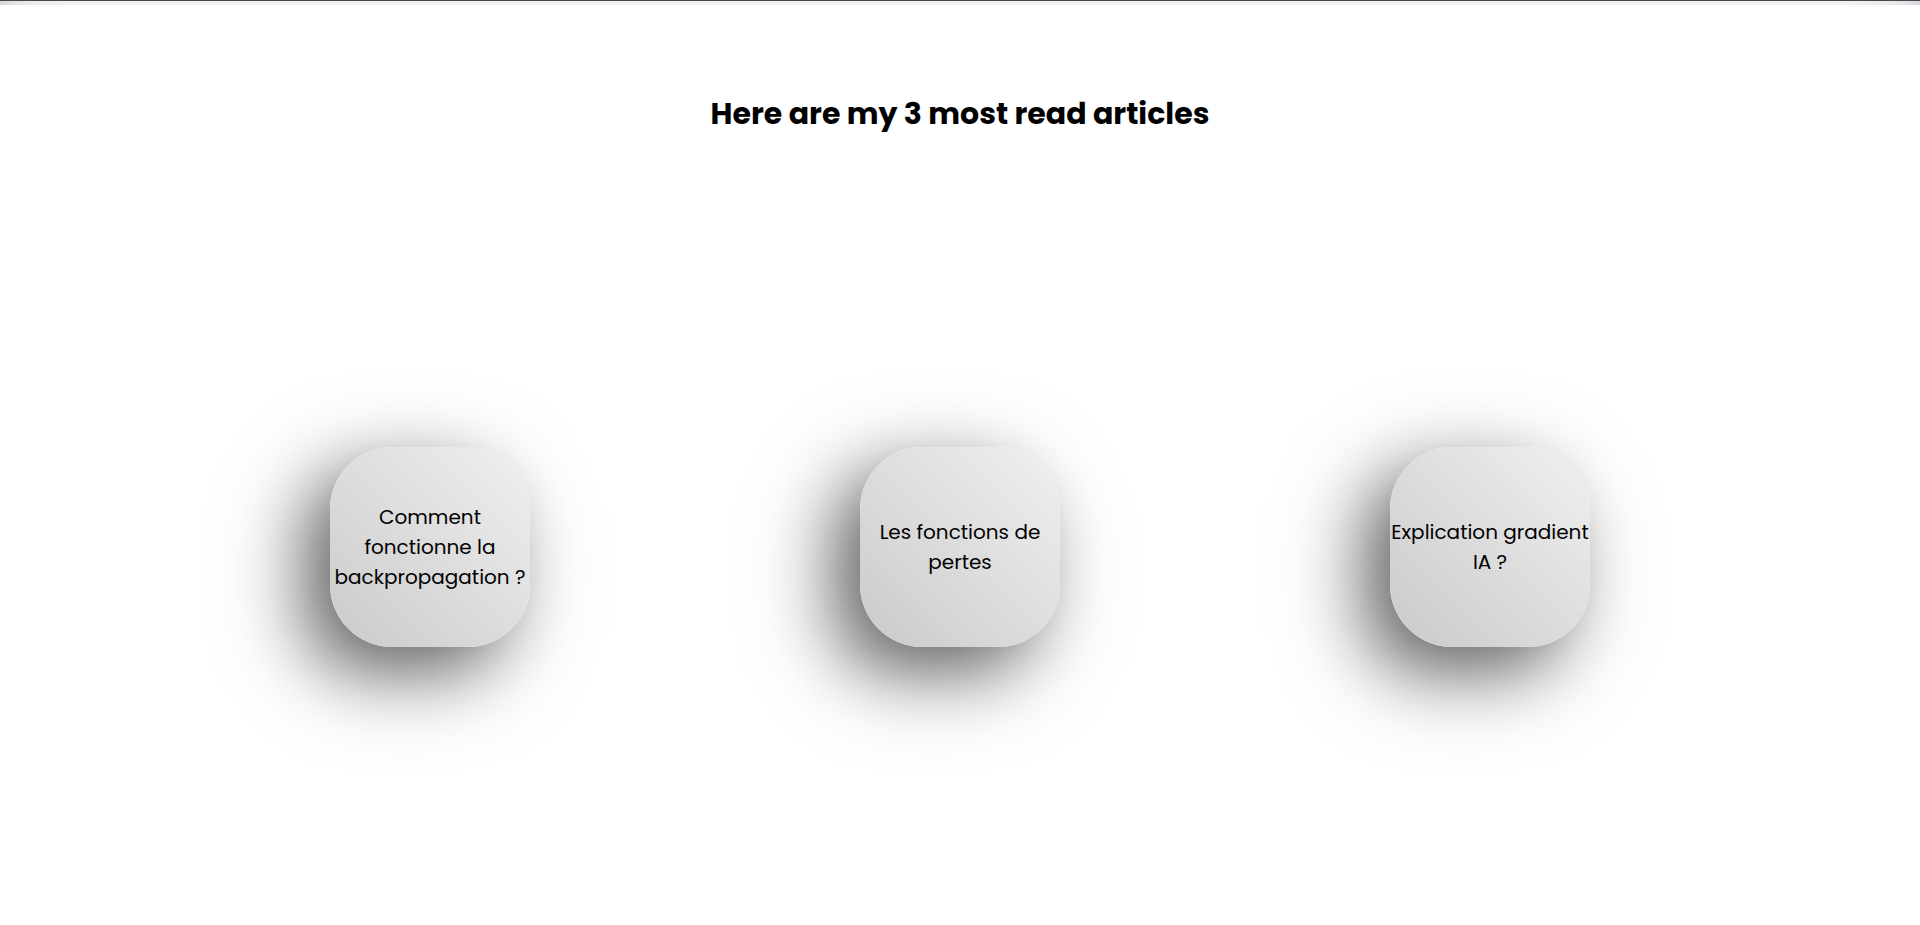 Here are my 3 most read articles
Comment
fonctionne la
backpropagation ?
Les fonctions de
pertes
Explication gradient
IA ?